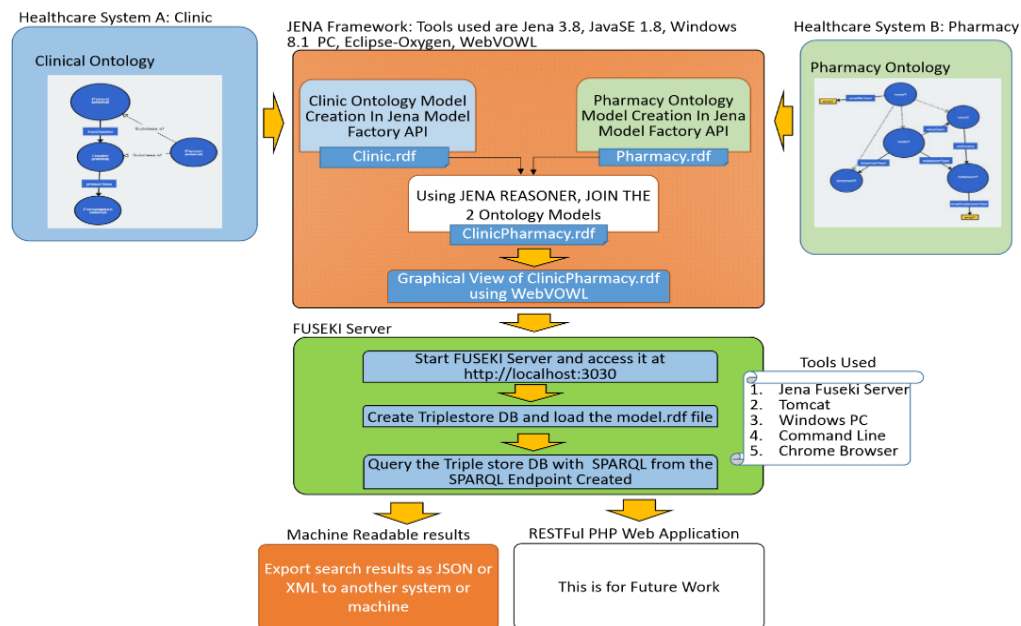 Healthcare System A: Clinic
Clinical Ontology
JENA Framework: Tools used are Jena 3.8, JavaSE 1.8, Windows
8.1  PC, Eclipse-Oxygen, WebVOWL
Healthcare System B: Pharmacy
Pharmacy Ontology
Clinic Ontology Model
Creation In Jena Model
Factory API
Clinic.rdf
Pharmacy Ontology
Model Creation In Jena
Model Factory API
Pharmacy.rdf
Using JENA REASONER, JOIN THE
2 Ontology Models
ClinicPharmacy.rdf
Graphical View of ClinicPharmacy.rdf
using WebVOWL
FUSEKI Server
Start FUSEKI Server and access it at
http://localhost:3030
Create Triplestore DB and load the model.rdf file
Query the Triple store DB with  SPARQL from the
SPARQL Endpoint Created
Tools Used
1. Jena Fuseki Server
2. Tomcat
3. Windows PC
4. Command Line
5. Chrome Browser
Machine Readable results
Export search results as JSON or
XML to another system or
machine
RESTFul PHP Web Application
This is for Future Work